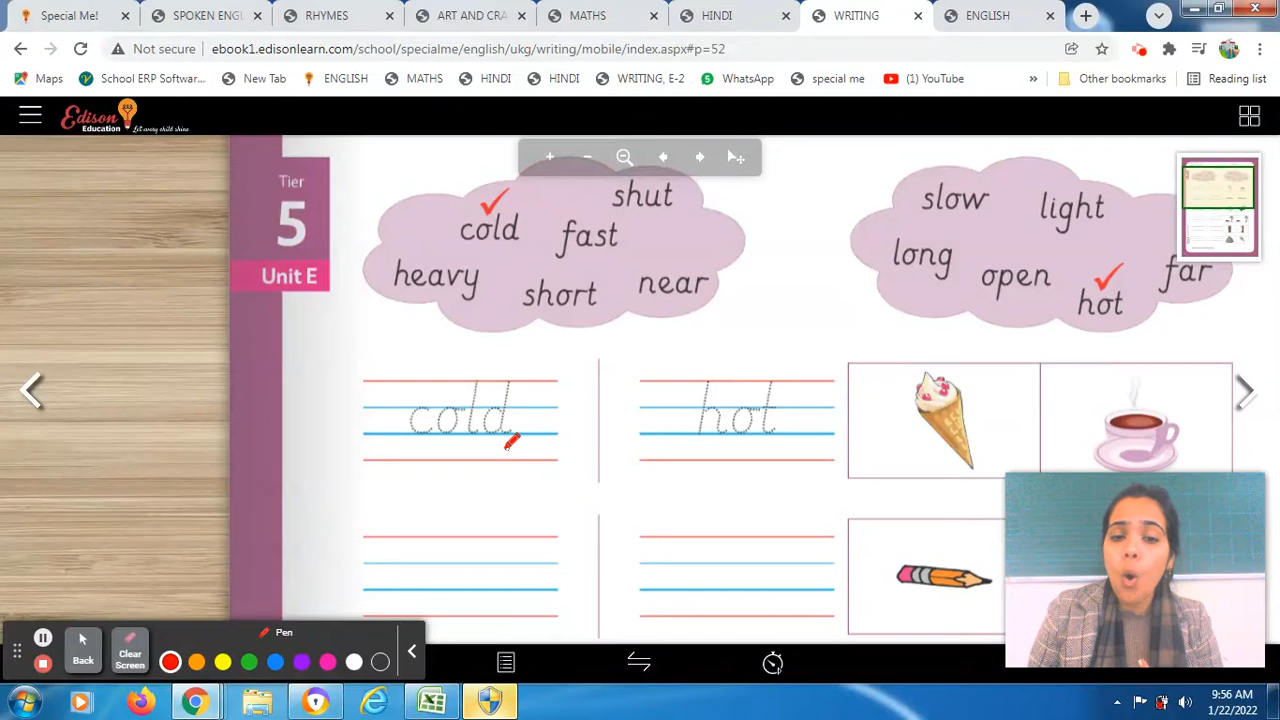 Special Me!
SPOKEN ENGL
RHYMES
ART AND CRA
MATHS
HINDI
WRITING
ENGLISH
Not secure
ebook1.edisonlearn.com/school/specialme/english/ukg/writing/mobile/index.aspx#p=52
Maps
School ERP Softwar...
New Tab
ENGLISH
MATHS
HINDI
HINDI
WRITING, E-2
WhatsApp
special me
(1) YouTube
»
Other bookmarks
Reading list
Edison
Education
Let every child shine
Tier
5
Unit E
cold
shut
fast
heavy
short
near
slow
light
long
open
hot
far
cold
hot
Pen
Back
Clear
Screen
9:56 AM
1/22/2022